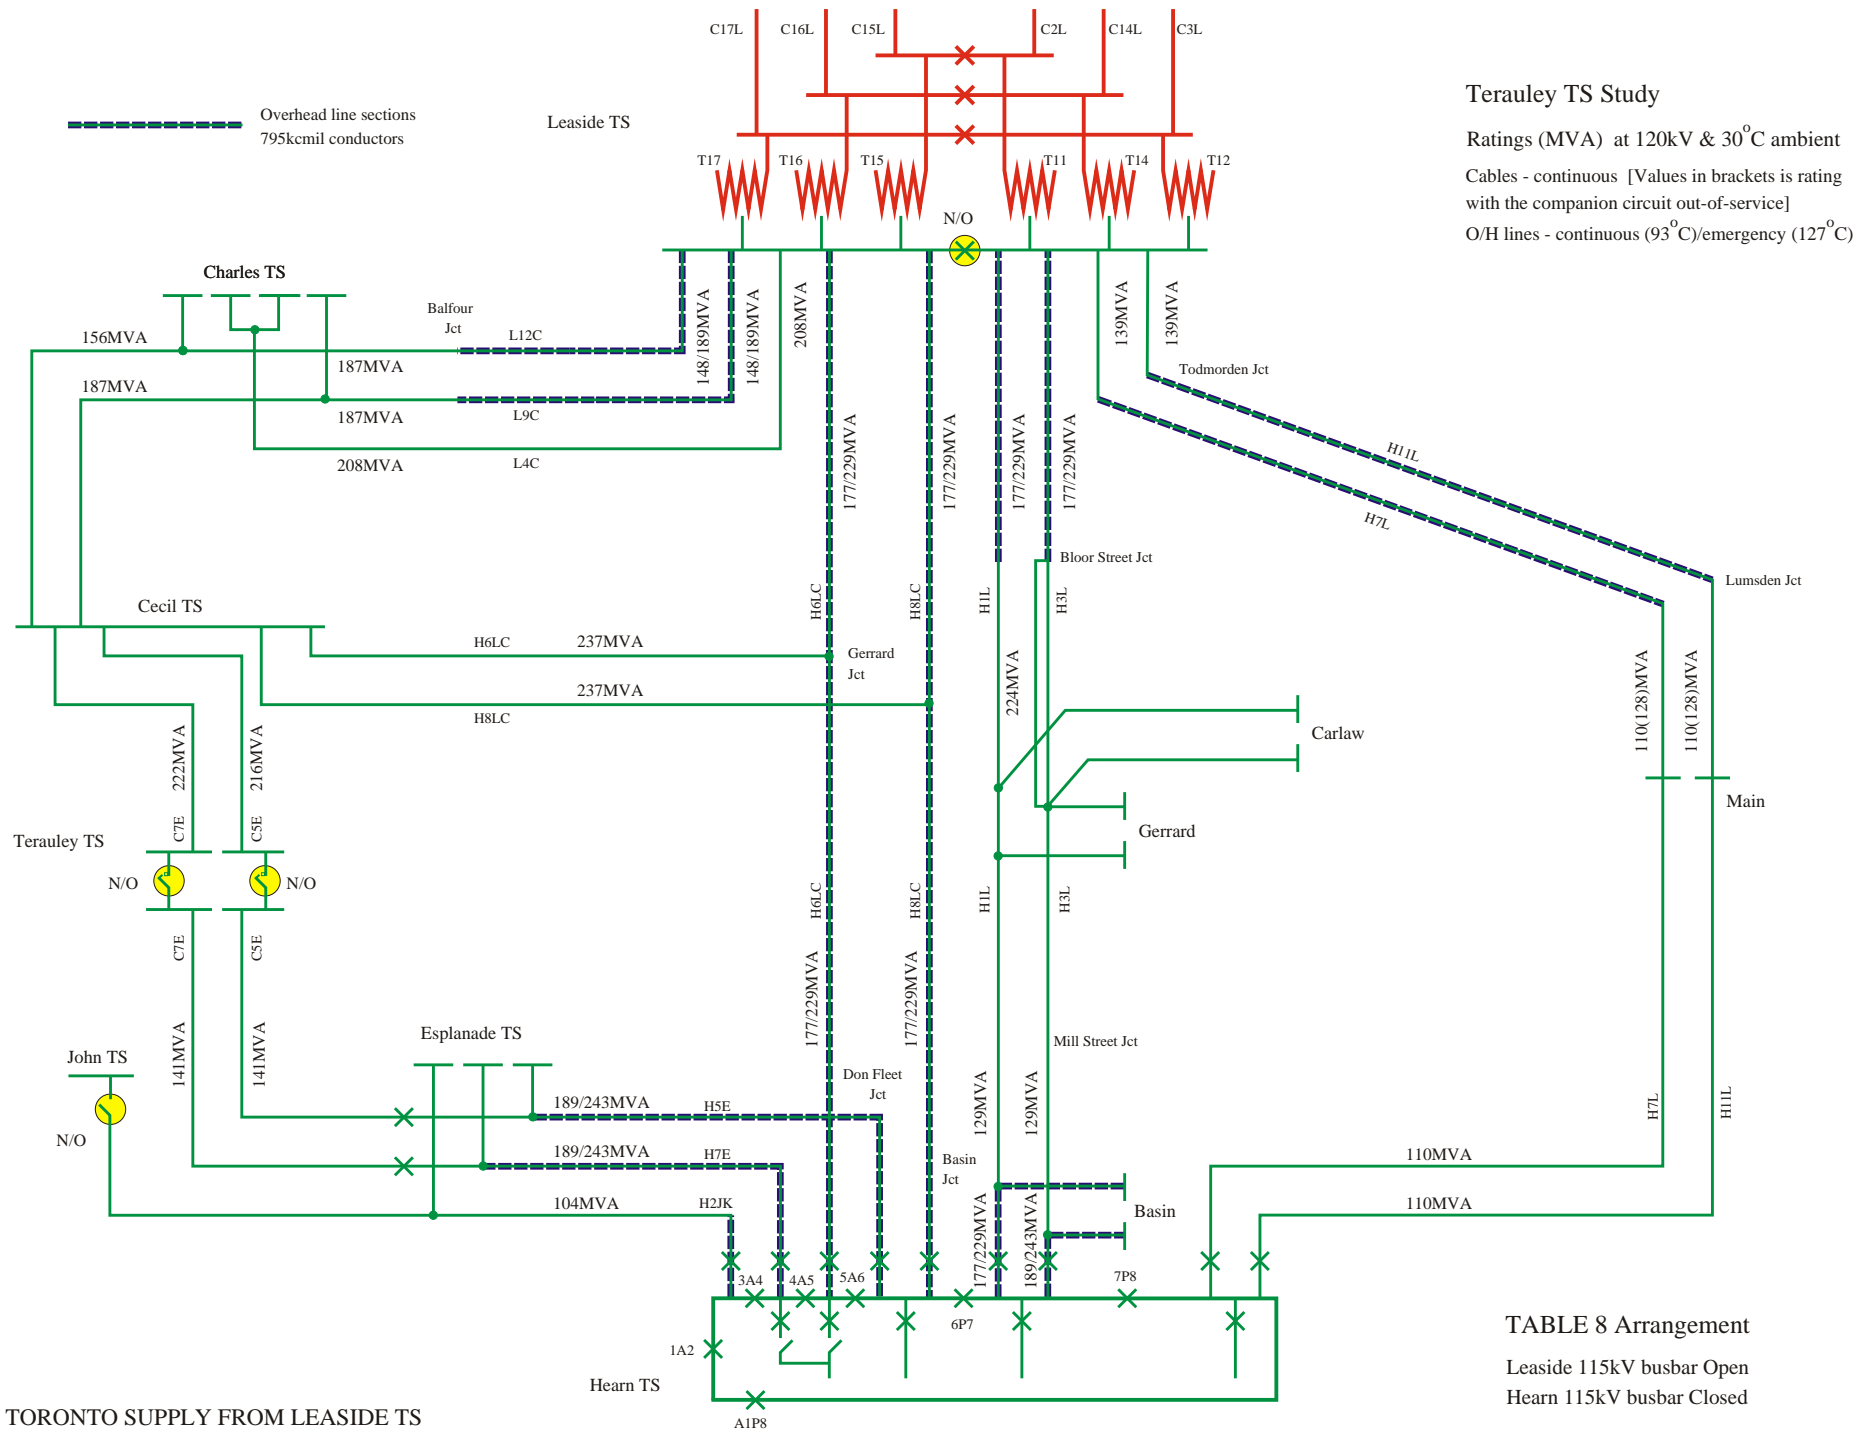 C17L
C16L
C15L
C2L
C14L
C3L
Overhead line sections
795kcmil conductors
Leaside TS
Terauley TS Study
Ratings (MVA) at 120kV & 30°C ambient
Cables - continuous [Values in brackets is rating
with the companion circuit out-of-service]
O/H lines - continuous (93°C)/emergency (127°C)
T17
T16
T15
T11
T14
T12
N/O
Charles TS
Balfour
Jct
L12C
156MVA
187MVA
187MVA
187MVA
L9C
208MVA
L4C
148/189MVA
148/189MVA
208MVA
177/229MVA
177/229MVA
177/229MVA
177/229MVA
139MVA
139MVA
Todmorden Jct
H11L
H7L
Lumsden Jct
Bloor Street Jct
H6LC
H8LC
H1L
H3L
Cecil TS
H6LC
237MVA
Gerrard
Jct
237MVA
H8LC
224MVA
110(128)MVA
110(128)MVA
Carlaw
Main
Gerrard
222MVA
216MVA
C7E
C5E
Terauley TS
N/O
N/O
C7E
C5E
H6LC
H8LC
H1L
H3L
141MVA
141MVA
177/229MVA
177/229MVA
Mill Street Jct
Esplanade TS
John TS
N/O
Don Fleet
Jct
189/243MVA
H5E
189/243MVA
H7E
104MVA
H2JK
129MVA
129MVA
H7L
H11L
110MVA
110MVA
Basin
Jct
Basin
177/229MVA
189/243MVA
3A4
4A5
5A6
6P7
7P8
1A2
A1P8
Hearn TS
TABLE 8 Arrangement
Leaside 115kV busbar Open
Hearn 115kV busbar Closed
TORONTO SUPPLY FROM LEASIDE TS